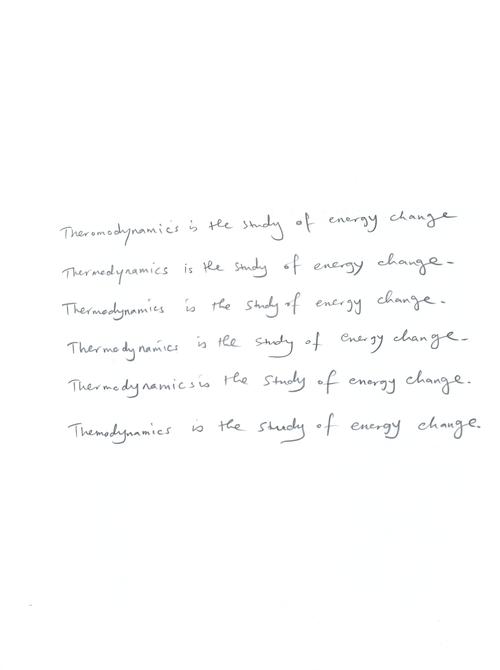 Theromodynamics is the study of energy change
Thermodynamics is the study of energy change.
Thermodynamics is the study of energy change.
Thermodynamics is the study of energy change.
Thermodynamics is the study of energy change.
Themodynamics is the study of energy change.